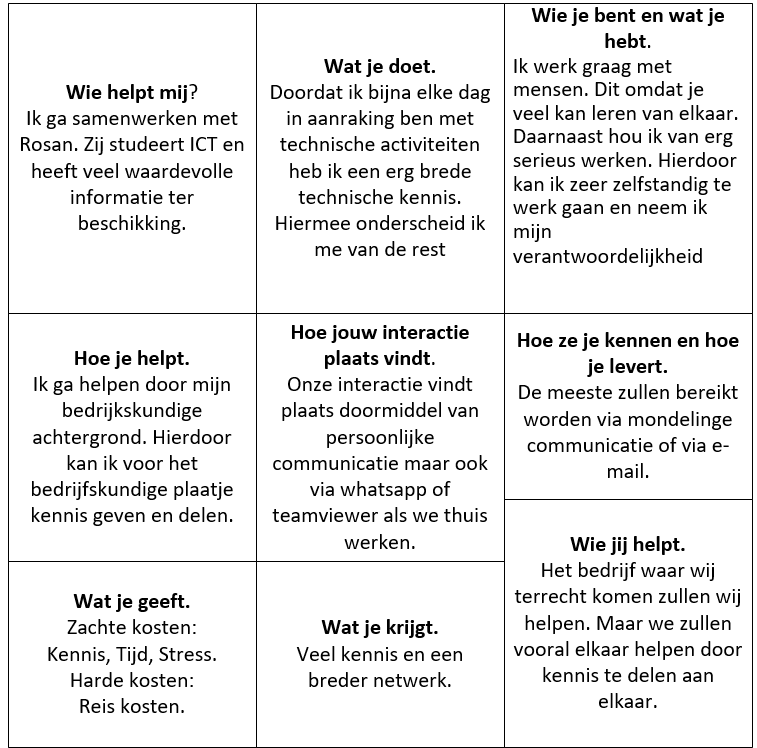 Wie helpt mij?
Ik ga samenwerken met
Rosan. Zij studeert ICT en
heeft veel waardevolle
informatie ter
beschikking.
Wat je doet.
Doordat ik bijna elke dag
in aanraking ben met
technische activiteiten
heb ik een erg brede
technische kennis.
Hiermee onderscheid ik
me van de rest
Wie je bent en wat je
hebt.
Ik werk graag met
mensen. Dit omdat je
veel kan leren van elkaar.
Daarnaast hou ik van erg
serieus werken. Hierdoor
kan ik zeer zelfstandig te
werk gaan en neem ik
mijn
verantwoordelijkheid
Hoe je helpt.
Ik ga helpen door mijn
bedrijkskundige
achtergrond. Hierdoor
kan ik voor het
bedrijfskundige plaatje
kennis geven en delen.
Hoe jouw interactie
plaats vindt.
Onze interactie vindt
plaats doormiddel van
persoonlijke
communicatie maar ook
via whatsapp of
teamviewer als we thuis
werken.
Hoe ze je kennen en hoe
je levert.
De meeste zullen bereikt
worden via mondelinge
communicatie of via e-
mail.
Wat je geeft.
Zachte kosten:
Kennis, Tijd, Stress.
Harde kosten:
Reis kosten.
Wat je krijgt.
Veel kennis en een
breder netwerk.
Wie jij helpt.
Het bedrijf waar wij
terrecht komen zullen wij
helpen. Maar we zullen
vooral elkaar helpen door
kennis te delen aan
elkaar.